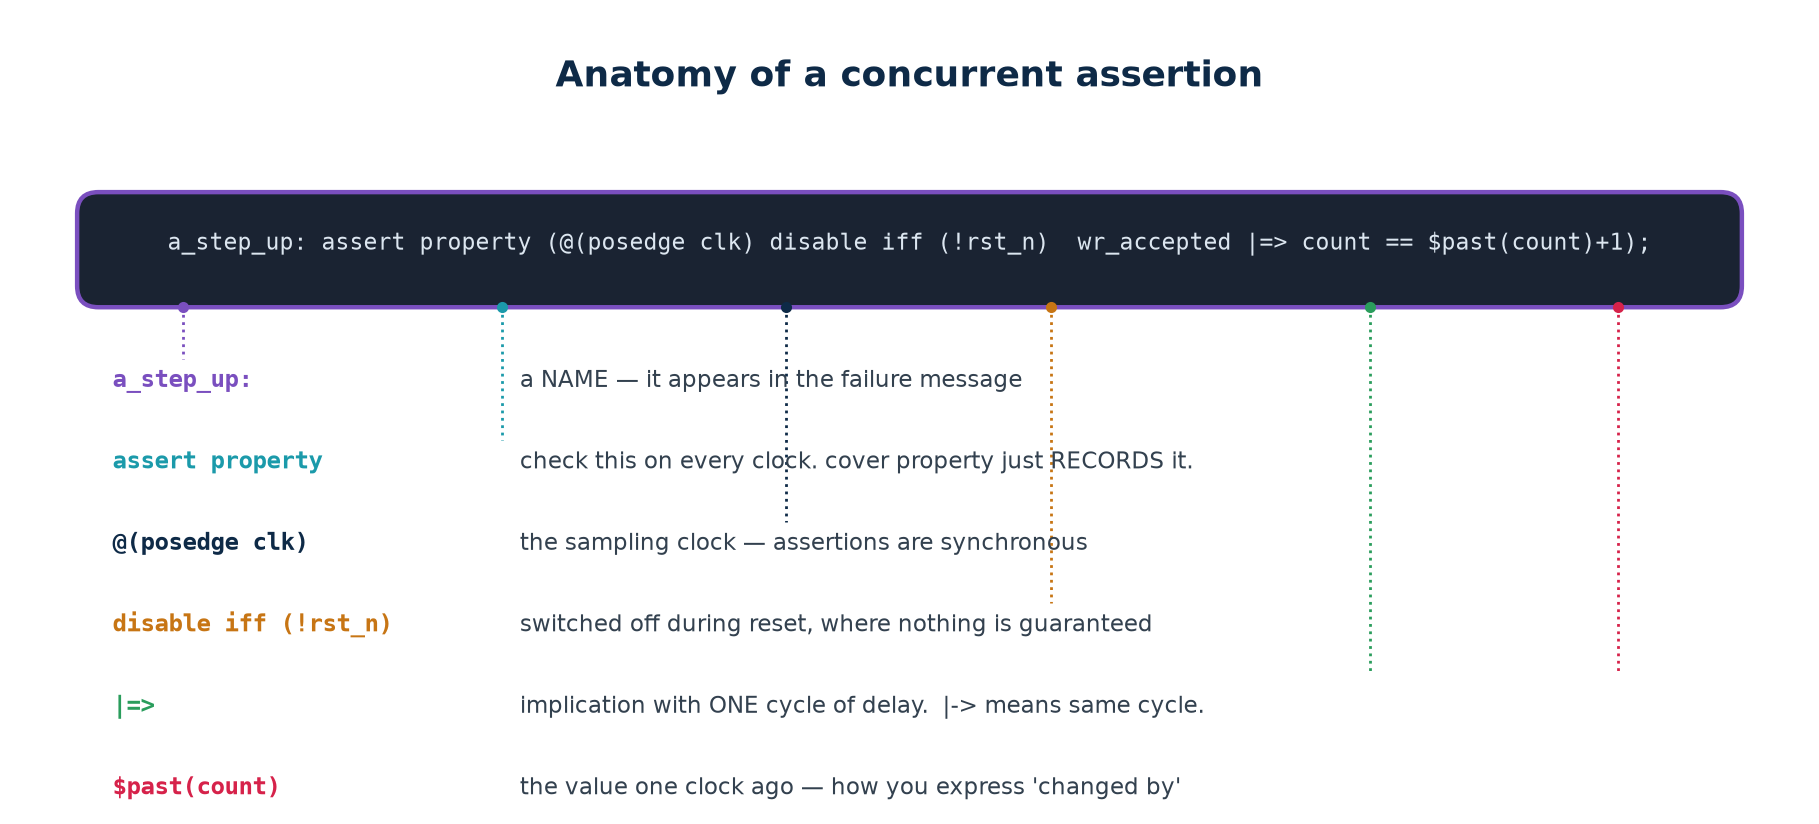 Anatomy of a concurrent assertion
a_step_up: assert property (@(posedge clk) disable iff (!rst_n)  wr_accepted |=> count == $past(count)+1);
a_step_up: a NAME — it appears in the failure message
assert property check this on every clock. cover property just RECORDS it.
@(posedge clk) the sampling clock — assertions are synchronous
disable iff (!rst_n) switched off during reset, where nothing is guaranteed
|=> implication with ONE cycle of delay.  |-> means same cycle.
$past(count) the value one clock ago — how you express 'changed by'